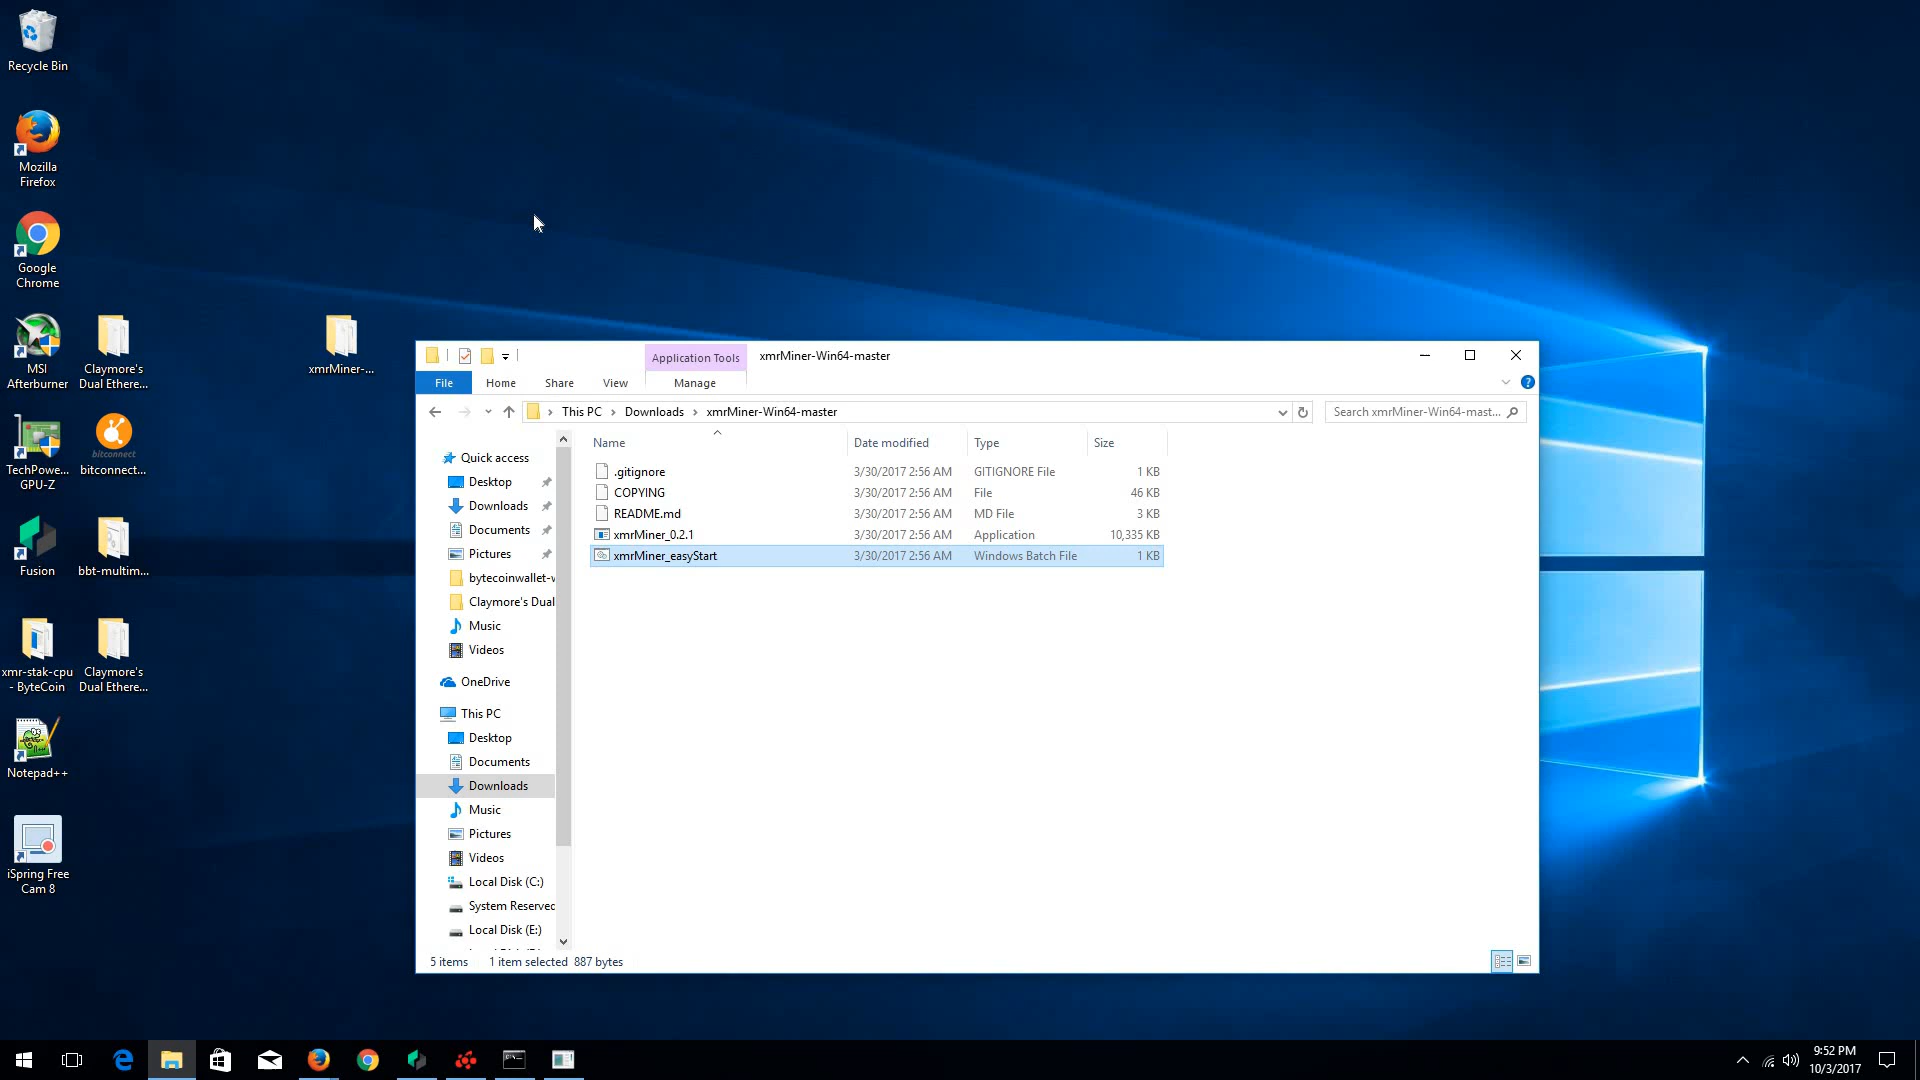 Recycle Bin
Mozilla
Firefox
Google
Chrome
MSI
Afterburner
Claymore's
Dual Ethere...
xmrMiner-...
TechPowe...
GPU-Z
bitconnect
bitconnect...
Fusion
bbt-multim...
xmr-stak-cpu
- ByteCoin
Claymore's
Dual Ethere...
Notepad++
iSpring Free
Cam 8
Application Tools
xmrMiner-Win64-master
File
Home
Share
View
Manage
This PC
Downloads
xmrMiner-Win64-master
Search xmrMiner-Win64-mast...
Name
Date modified
Type
Size
.gitignore 3/30/2017 2:56 AM GITIGNORE File 1 KB
COPYING 3/30/2017 2:56 AM File 46 KB
README.md 3/30/2017 2:56 AM MD File 3 KB
xmrMiner_0.2.1 3/30/2017 2:56 AM Application 10,335 KB
xmrMiner_easyStart 3/30/2017 2:56 AM Windows Batch File 1 KB
Quick access
Desktop
Downloads
Documents
Pictures
bytecoinwallet-w
Claymore's Dual
Music
Videos
OneDrive
This PC
Desktop
Documents
Downloads
Music
Pictures
Videos
Local Disk (C:)
System Reserved
Local Disk (E:)
5 items 1 item selected 887 bytes
9:52 PM
10/3/2017